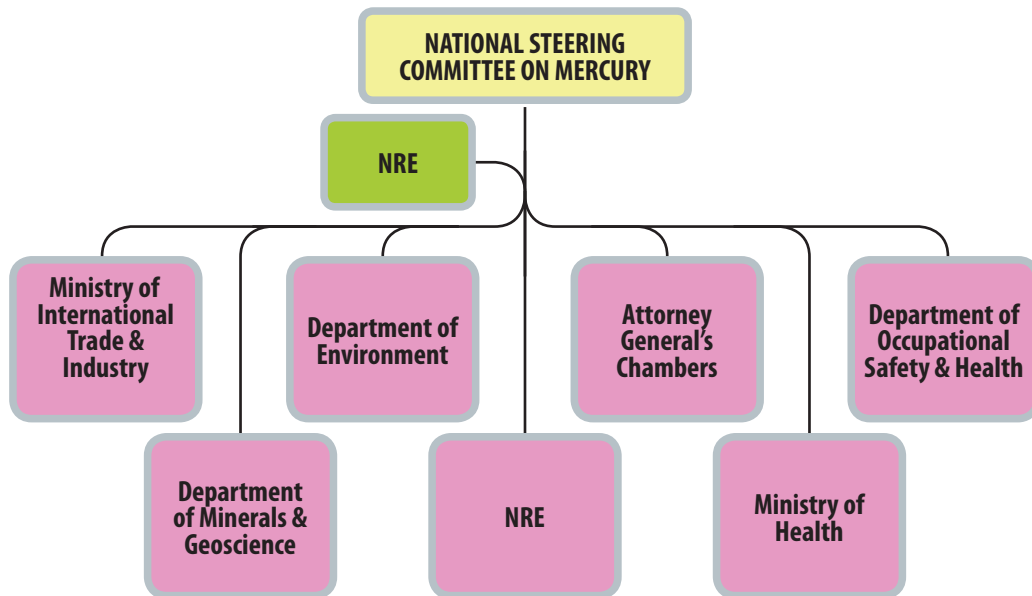 NATIONAL STEERING
COMMITTEE ON MERCURY
NRE
Ministry of
International
Trade &
Industry
Department of
Environment
Attorney
General’s
Chambers
Department of
Occupational
Safety & Health
Department
of Minerals &
Geoscience
NRE
Ministry of
Health